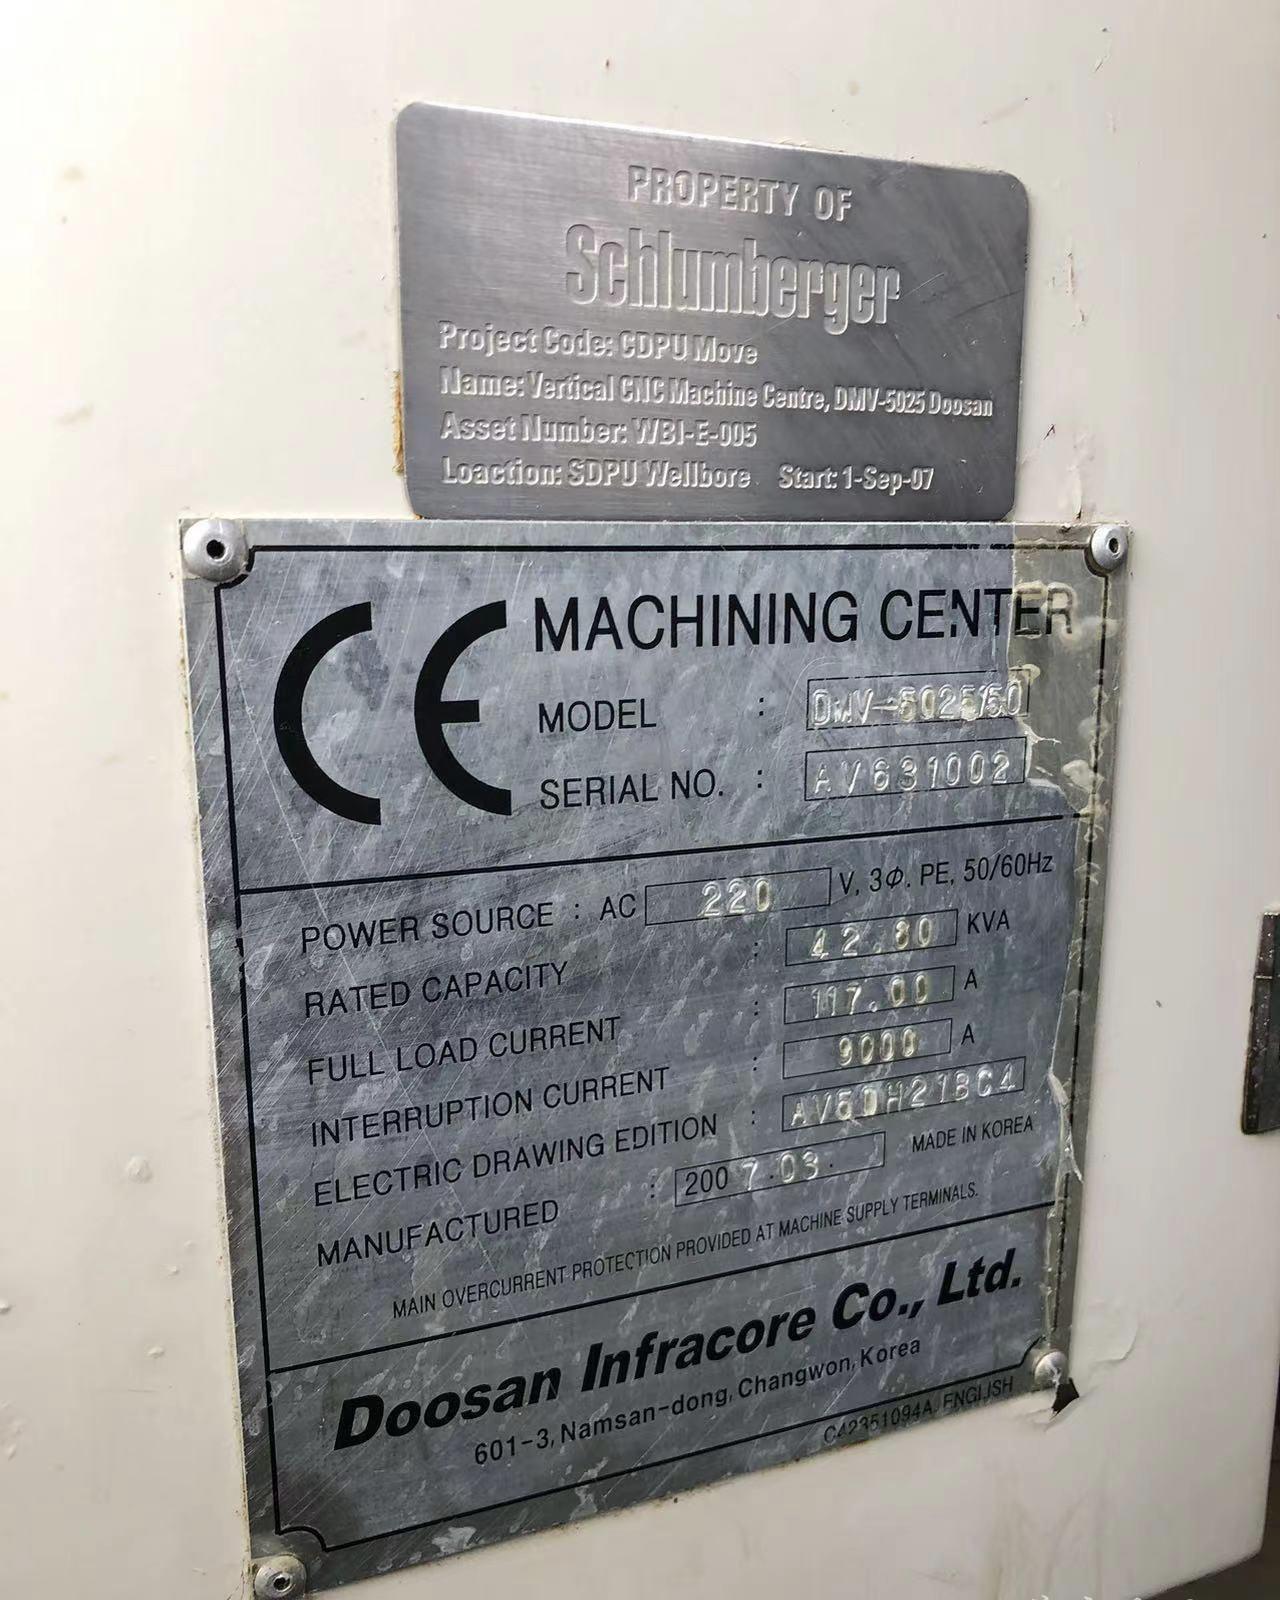 PROPERTY OF
Schlumberger
Project Code: CDPU Move
Name: Vertical CNC Machine Centre, DMV-5025 Doosan
Asset Number: WBI-E-005
Loaction: SDPU Wellbore Start: 1-Sep-07
CE MACHINING CENTER
MODEL : DMV-5025/50
SERIAL NO. : AV631002
POWER SOURCE : AC 220 V, 3Φ. PE, 50/60Hz
RATED CAPACITY : 42.80 KVA
FULL LOAD CURRENT : 117.00 A
INTERRUPTION CURRENT : 9000 A
ELECTRIC DRAWING EDITION :
MANUFACTURED : 2007.03. MADE IN KOREA
MAIN OVERCURRENT PROTECTION PROVIDED AT MACHINE SUPPLY TERMINALS.
Doosan Infracore Co., Ltd.
601-3, Namsan-dong, Changwon, Korea
C42351094A ENGLISH